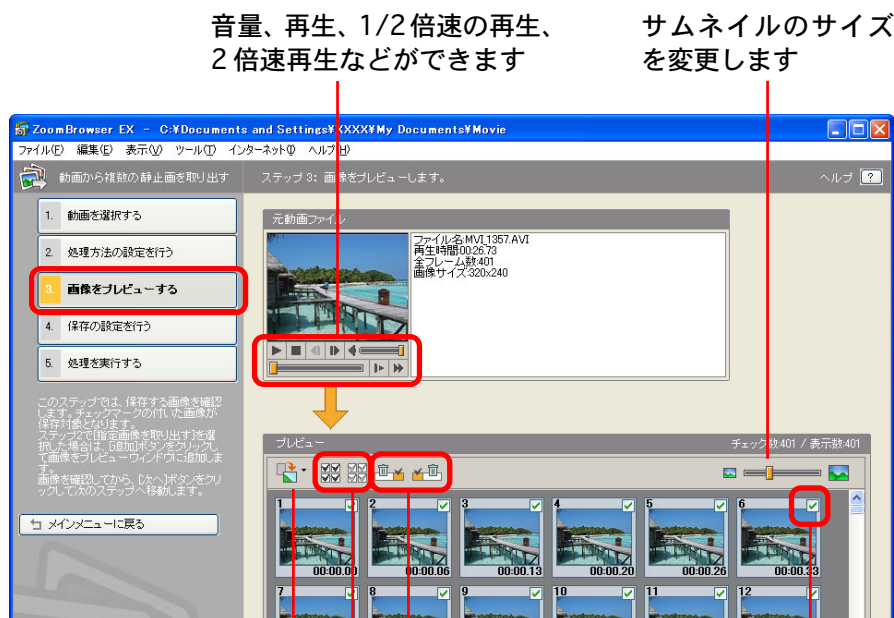 音量、再生、1/2倍速の再生、
2倍速再生などができます
サムネイルのサイズ
を変更します
ZoomBrowser EX - C:¥Documents and Settings¥XXXX¥My Documents¥Movie
ファイル(F) 編集(E) 表示(V) ツール(T) インターネット(I) ヘルプ(H)
動画から複数の静止画を取り出す
ステップ 3: 画像をプレビューします。
ヘルプ ?
1. 動画を選択する
2. 処理方法の設定を行う
3. 画像をプレビューする
4. 保存の設定を行う
5. 処理を実行する
このステップでは、保存する画像を確認
します。チェックマークの付いた画像が
保存対象となります。
ステップ2で[指定画像を取り出す]を選
択した場合は、[追加]ボタンをクリックし
て画像をプレビューウィンドウに追加しま
す。
画像を確認してから、[次へ]ボタンをクリ
ックして次のステップへ移動します。
メインメニューに戻る
元動画ファイル
ファイル名:MVI_1357.AVI
再生時間:00:26.73
全フレーム数:401
画像サイズ:320x240
プレビュー
チェック数:401 / 表示数:401
1 2 3 4 5 6
00:00.00 00:00.06 00:00.13 00:00.20 00:00.26 00:00.33
7 8 9 10 11 12